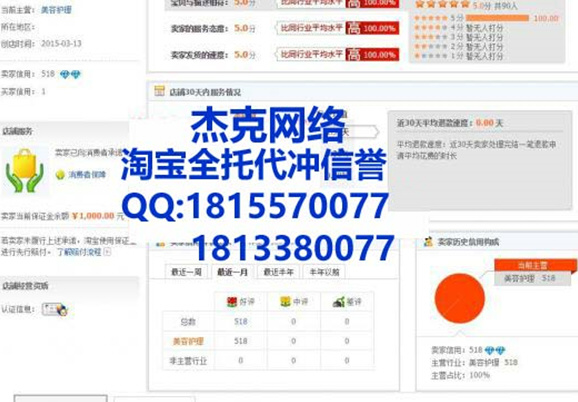 当前主营: 美容护理
所在地区:
创店时间: 2015-03-13
卖家信用: 518
买家信用: 1
店铺服务
卖家已向消费者承诺
消费者保障
卖家当前保证金余额 ¥1,000.00 元
若卖家未履行上述承诺, 淘宝使用保证金
进行先行赔付。 了解赔付流程
店铺经营资质
认证信息:
宝贝与描述相符: 5.0分 比同行业平均水平 高 100.00%
卖家的服务态度: 5.0分 比同行业平均水平 高 100.00%
卖家发货的速度: 5.0分 比同行业平均水平 高 100.00%
5.0分 共90人
5分 100.00
4分 暂无人打分
3分 暂无人打分
2分 暂无人打分
1分 暂无人打分
店铺30天内服务情况
近30天平均退款速度: 0.00 天
平均退款速度: 近30天卖家处理完结一笔退款申
请平均花费的时长
杰克网络
淘宝全托代冲信誉
QQ:1815570077
1813380077
最近一周 最近一月 最近半年 半年以前
好评 中评 差评
总数 518 0 0
美容护理 518 0 0
非主营行业 0 0 0
卖家历史信用构成
当前主营
美容护理 518
卖家信用: 518
主营行业: 美容护理 518
主营占比: 100%